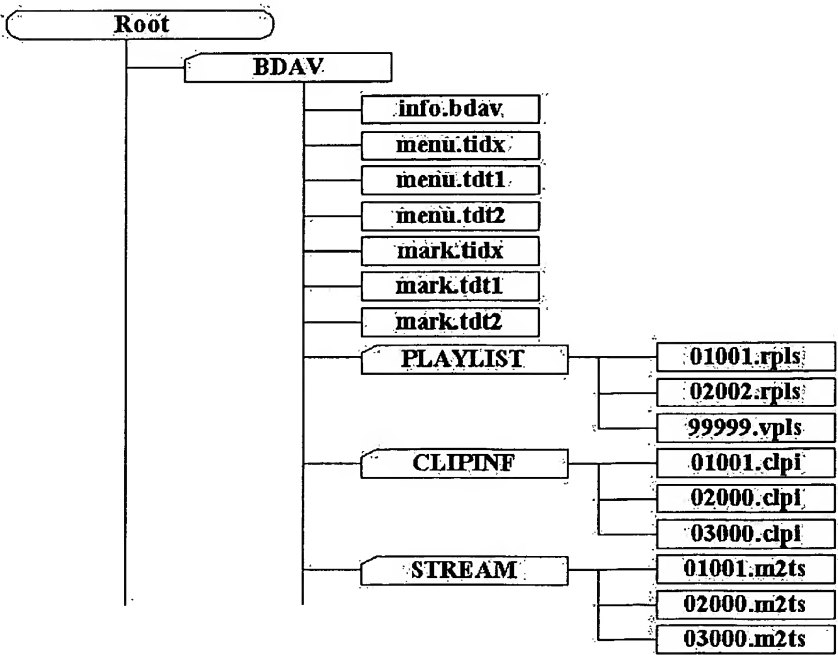 Root
BDAV
info.bdav
menu.tidx
menu.tdt1
menu.tdt2
mark.tidx
mark.tdt1
mark.tdt2
PLAYLIST
01001.rpls
02002.rpls
99999.vpls
CLIPINF
01001.clpi
02000.clpi
03000.clpi
STREAM
01001.m2ts
02000.m2ts
03000.m2ts